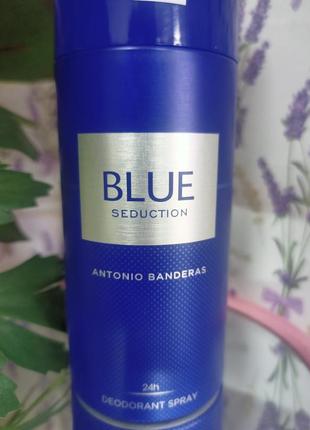 BLUE
SEDUCTION
ANTONIO BANDERAS
24h
DEODORANT SPRAY